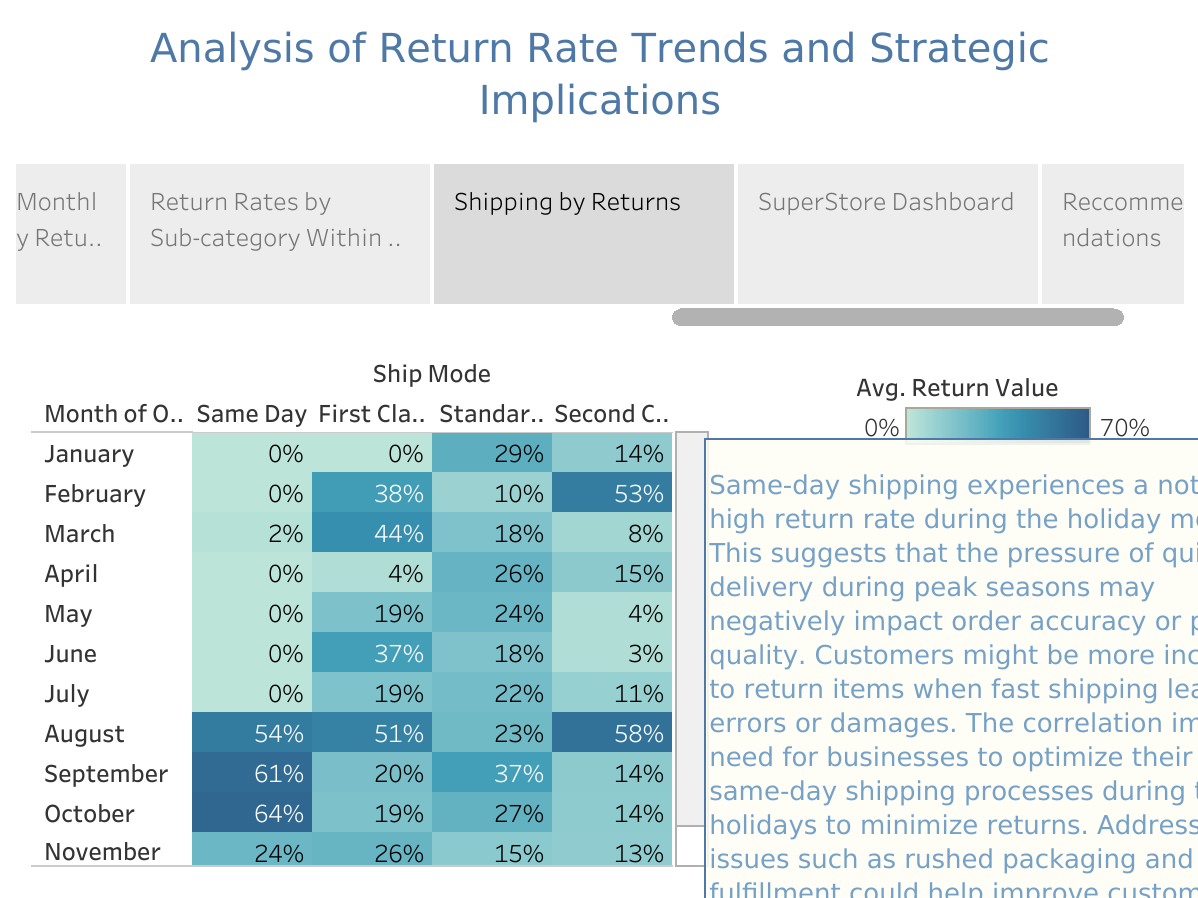 Analysis of Return Rate Trends and Strategic
Implications
Monthl
y Retu..
Return Rates by
Sub-category Within ..
Shipping by Returns
SuperStore Dashboard
Reccomme
ndations
Ship Mode
Month of O.. Same Day First Cla.. Standar.. Second C..
January 0% 0% 29% 14%
February 0% 38% 10% 53%
March 2% 44% 18% 8%
April 0% 4% 26% 15%
May 0% 19% 24% 4%
June 0% 37% 18% 3%
July 0% 19% 22% 11%
August 54% 51% 23% 58%
September 61% 20% 37% 14%
October 64% 19% 27% 14%
November 24% 26% 15% 13%
Avg. Return Value
0% 70%
Same-day shipping experiences a not
high return rate during the holiday mo
This suggests that the pressure of qui
delivery during peak seasons may
negatively impact order accuracy or p
quality. Customers might be more inc
to return items when fast shipping lea
errors or damages. The correlation im
need for businesses to optimize their
same-day shipping processes during t
holidays to minimize returns. Address
issues such as rushed packaging and
fulfillment could help improve custom